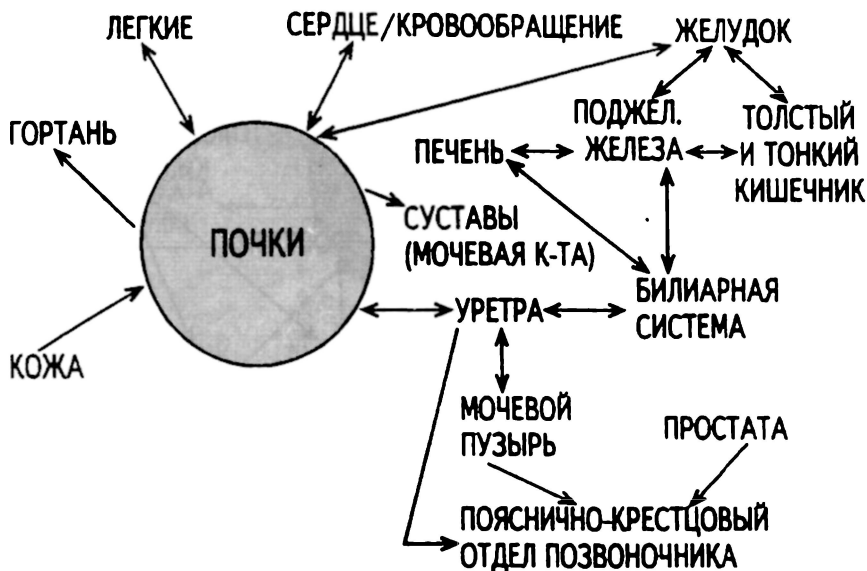 ЛЕГКИЕ
СЕРДЦЕ/КРОВООБРАЩЕНИЕ
ЖЕЛУДОК
ГОРТАНЬ
ПОДЖЕЛ.
ЖЕЛЕЗА
ТОЛСТЫЙ
И ТОНКИЙ
КИШЕЧНИК
ПЕЧЕНЬ
СУСТАВЫ
(МОЧЕВАЯ К-ТА)
ПОЧКИ
БИЛИАРНАЯ
СИСТЕМА
УРЕТРА
КОЖА
МОЧЕВОЙ
ПУЗЫРЬ
ПРОСТАТА
ПОЯСНИЧНО-КРЕСТЦОВЫЙ
ОТДЕЛ ПОЗВОНОЧНИКА